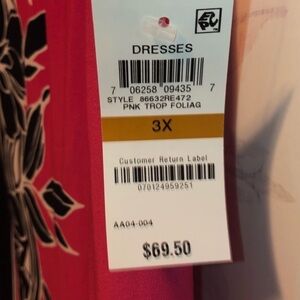 DRESSES
7 06258 09435 7
STYLE 86632RE472
PNK TROP FOLIAG
3X
Customer Return Label
070124959251
AA04-004
$69.50